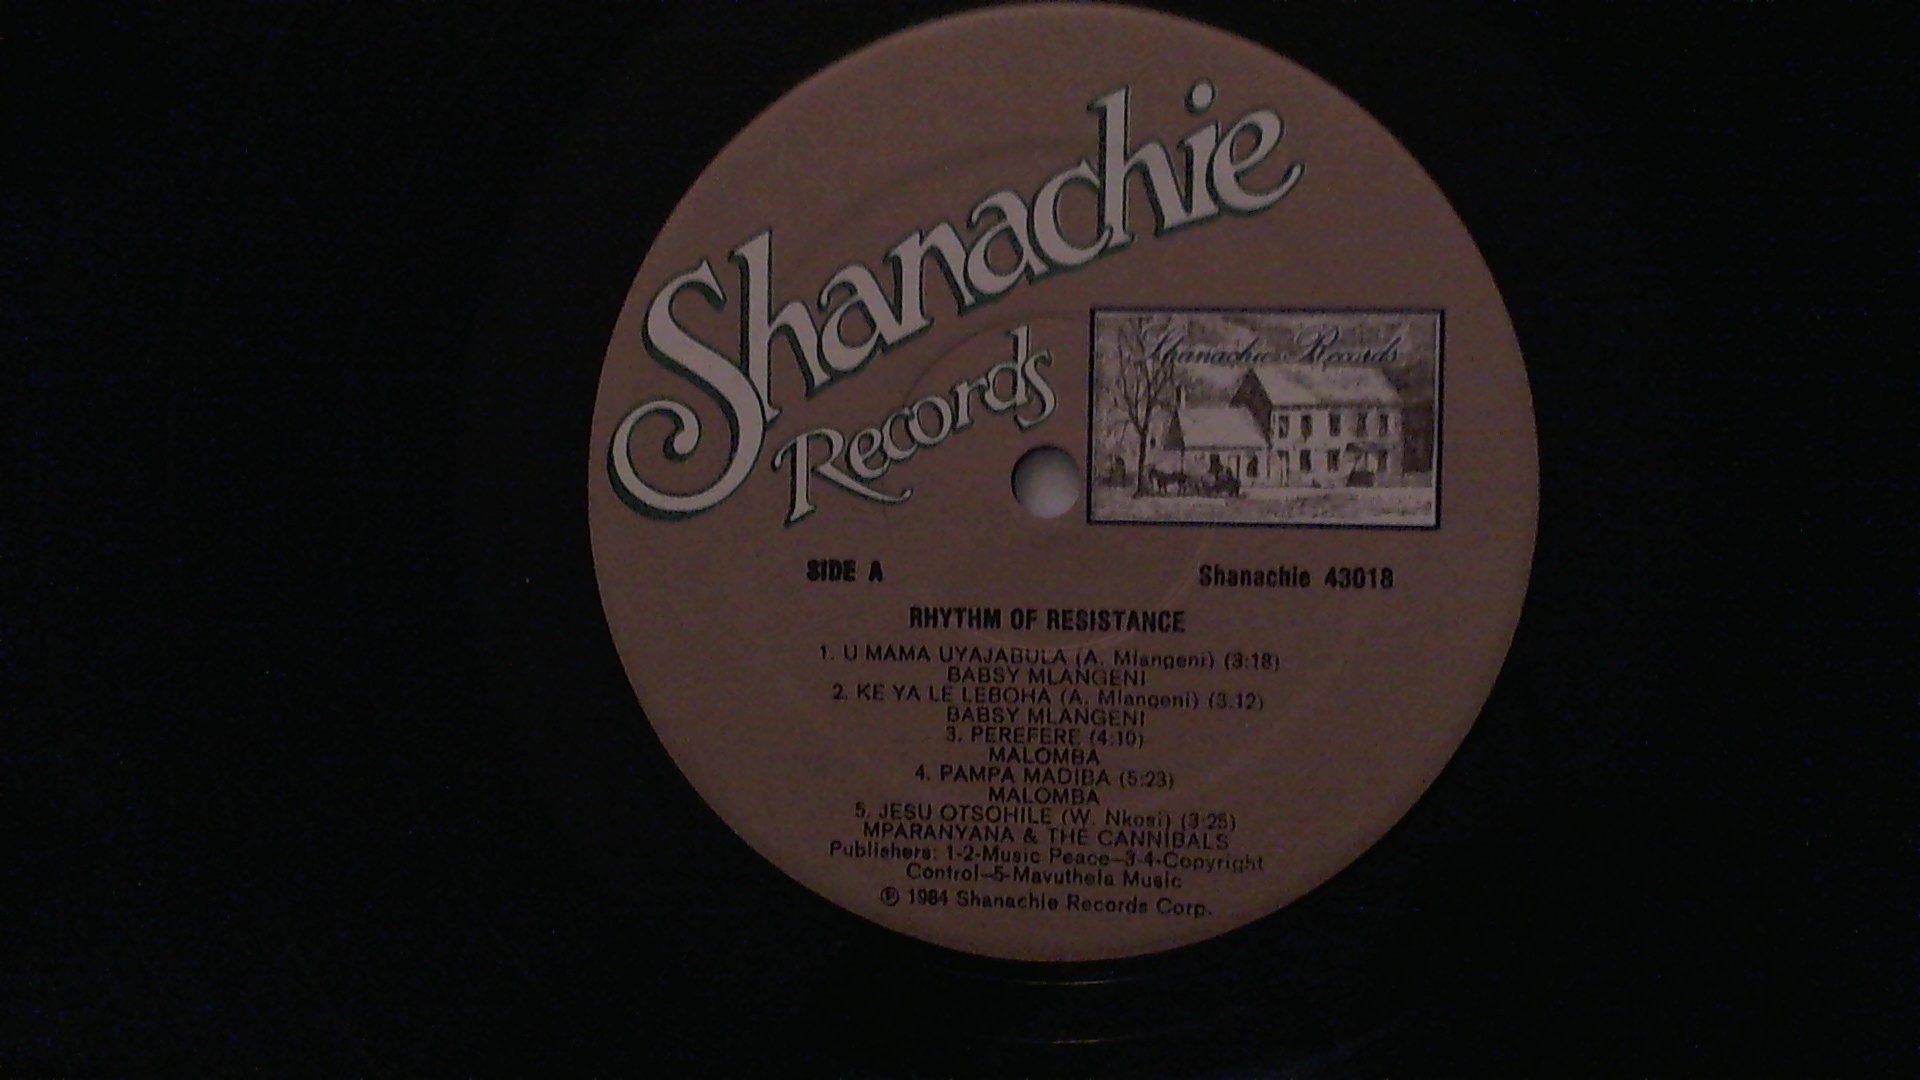 Shanachie
Records
Shanachie Records
SIDE A
Shanachie 43018
RHYTHM OF RESISTANCE
1. U MAMA UYAJABULA (A. Mlangeni) (3:18)
BABSY MLANGENI
2. KE YA LE LEBOHA (A. Mlangeni) (3.12)
BABSY MLANGENI
3. PEREFERE (4:10)
MALOMBA
4. PAMPA MADIBA (5:23)
MALOMBA
5. JESU OTSOHILE (W. Nkosi) (3:25)
MPARANYANA & THE CANNIBALS
Publishers: 1-2-Music Peace–3-4-Copyright
Control–5-Mavuthela Music
℗ 1984 Shanachie Records Corp.